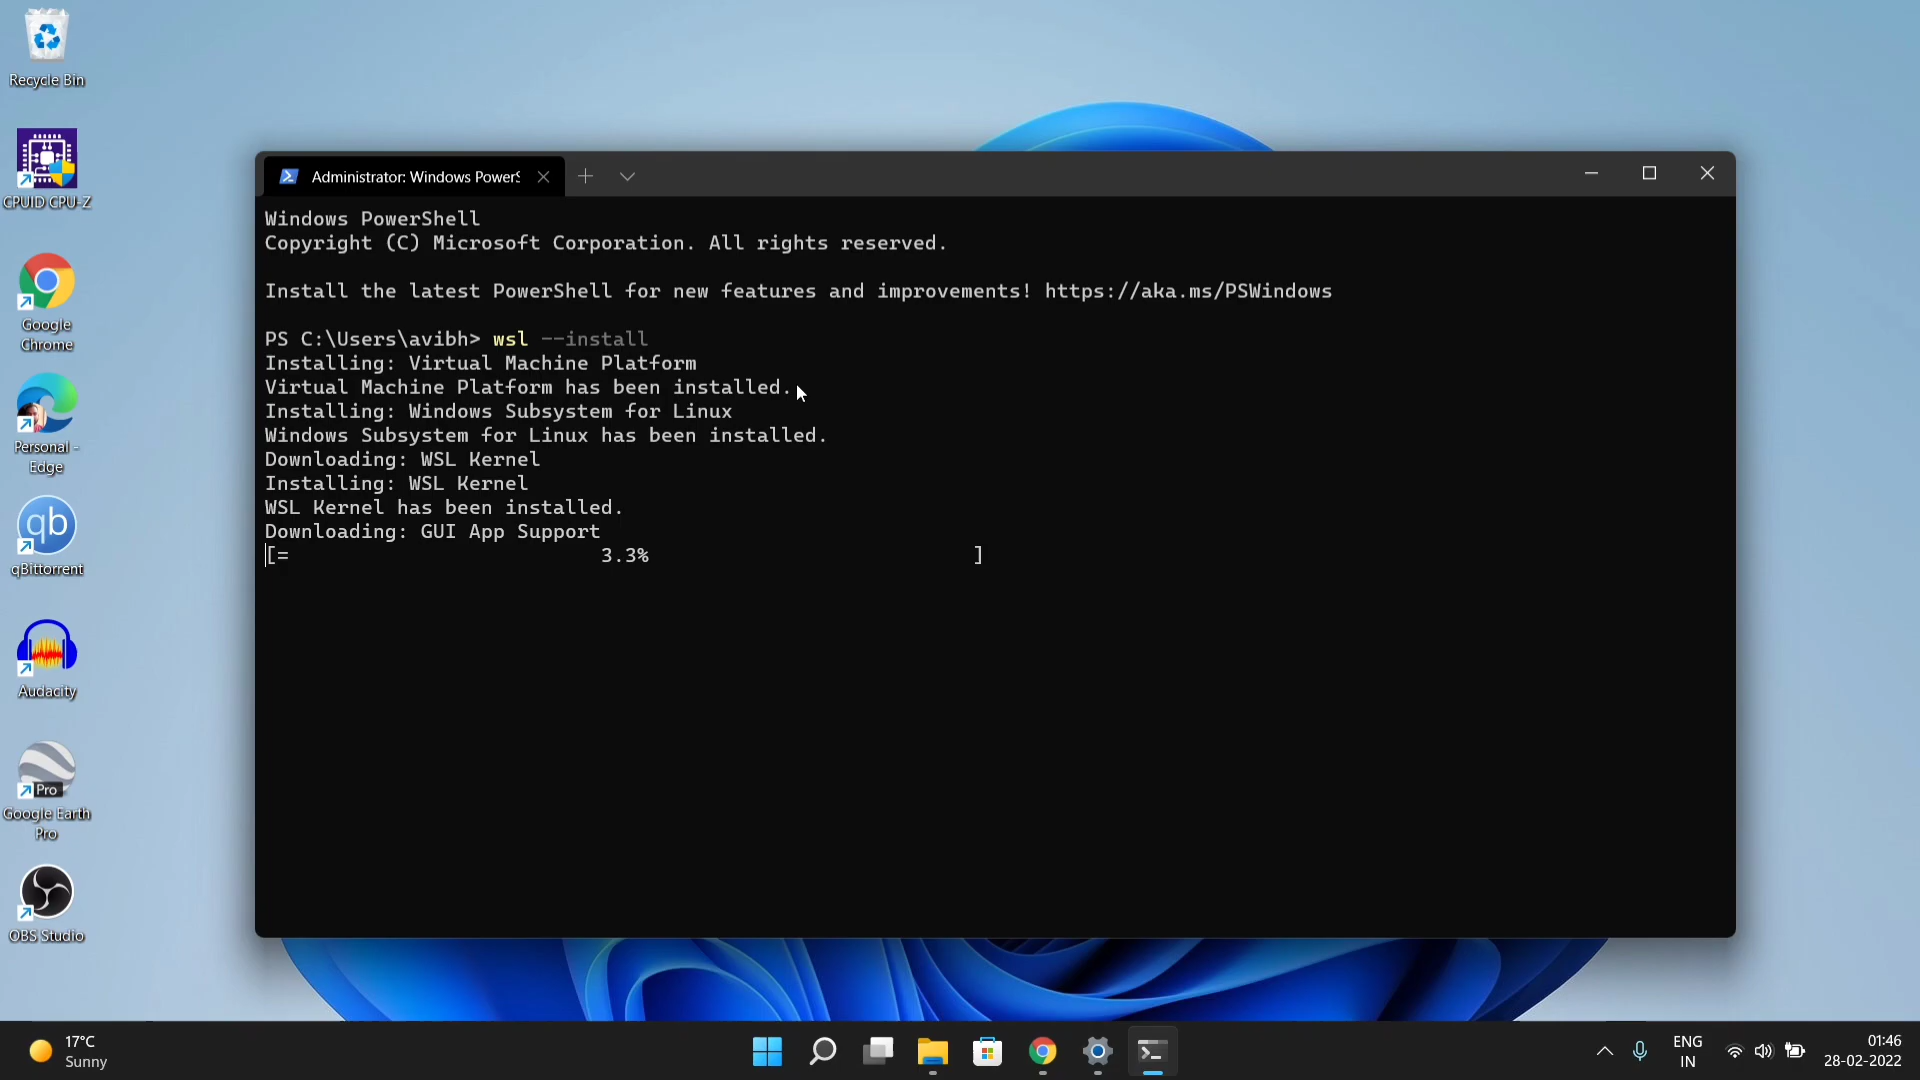 Recycle Bin
CPUID CPU-Z
Google
Chrome
Personal -
Edge
qb
qBittorrent
Audacity
Pro
Google Earth
Pro
OBS Studio
Administrator: Windows PowerS
Windows PowerShell
Copyright (C) Microsoft Corporation. All rights reserved.
Install the latest PowerShell for new features and improvements! https://aka.ms/PSWindows
PS C:\Users\avibh> wsl --install
Installing: Virtual Machine Platform
Virtual Machine Platform has been installed.
Installing: Windows Subsystem for Linux
Windows Subsystem for Linux has been installed.
Downloading: WSL Kernel
Installing: WSL Kernel
WSL Kernel has been installed.
Downloading: GUI App Support
[= 3.3% ]
17°C
Sunny
ENG
IN
01:46
28-02-2022